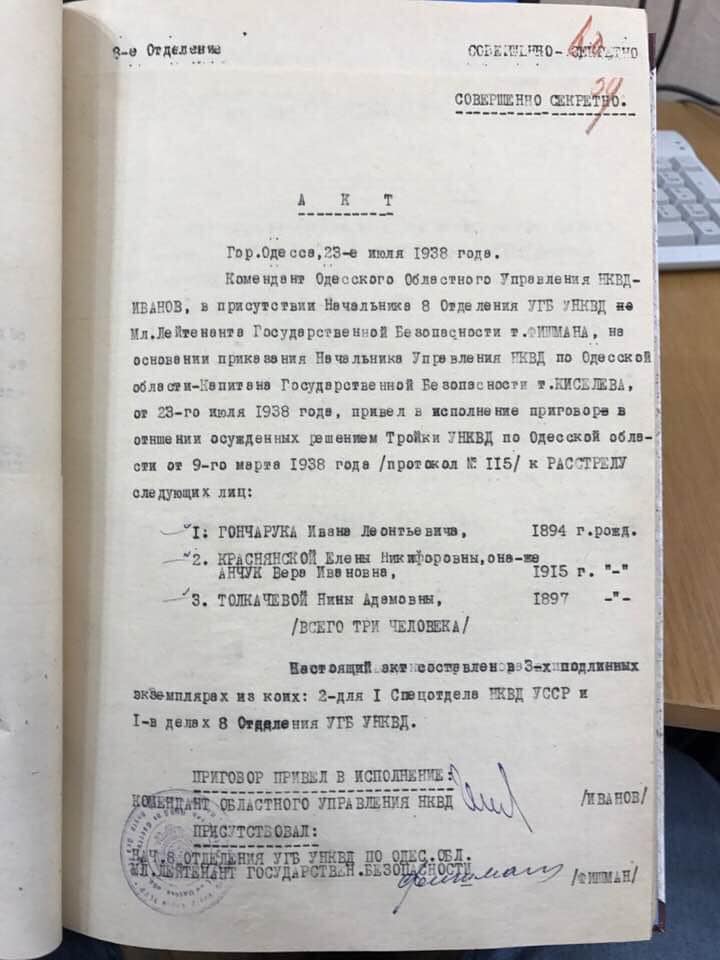 8-е Отделение СОВЕРШЕННО-СЕКРЕТНО
СОВЕРШЕННО СЕКРЕТНО.
А К Т
Гор.Одесса,23-е июля 1938 года.
Комендант Одесского Областного Управления НКВД-
ИВАНОВ, в присутствии Начальника 8 Отделения УГБ УНКВД не
Мл.Лейтенанта Государственной Безопасности т.ФИШМАНА, на
основании приказания Начальника Управления НКВД по Одесской
области-Капитана Государственной Безопасности т.КИСЕЛЕВА,
от 23-го июля 1938 года, привел в исполнение приговоре в
отншении осужденных решением Тройки УНКВД по Одесской обла-
сти от 9-го марта 1938 года /протокол № II5/ к РАССТРЕЛУ
следующих лиц:
1: ГОНЧАРУКА Ивана Леонтьевича, 1894 г.рожд.
2. КРАСНЯНСКОЙ Елены Никифоровны,она-же
АНЧУК Вера Ивановна, 1915 г. "-"
3. ТОЛКАЧЕВОЙ Нины Адамовны, 1897 -"-
/ВСЕГО ТРИ ЧЕЛОВЕКА/
Настоящий акт составлен в 3-х подлинных
экземплярах из коих: 2-для I Спецотдела НКВД УССР и
I-в делах 8 Отделения УГБ УНКВД.
ПРИГОВОР ПРИВЕЛ В ИСПОЛНЕНИЕ:
КОМЕНДАНТ ОБЛАСТНОГО УПРАВЛЕНИЯ НКВД /ИВАНОВ/
ПРИСУТСТВОВАЛ:
НАЧ.8 ОТДЕЛЕНИЯ УГБ УНКВД ПО ОДЕС.ОБЛ.
МЛ.ЛЕЙТЕНАНТ ГОСУДАРСТВЕН.БЕЗОПАСНОСТИ Фишман /ФИШМАН/